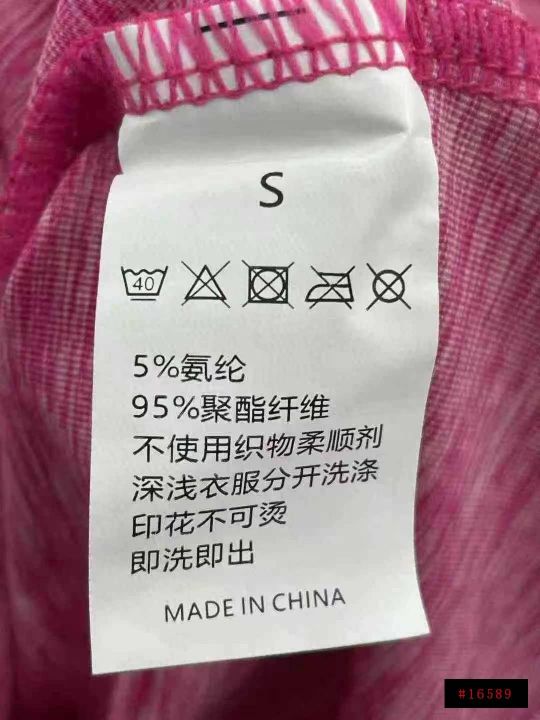 S
40
5%氨纶
95%聚酯纤维
不使用织物柔顺剂
深浅衣服分开洗涤
印花不可烫
即洗即出
MADE IN CHINA
#16589